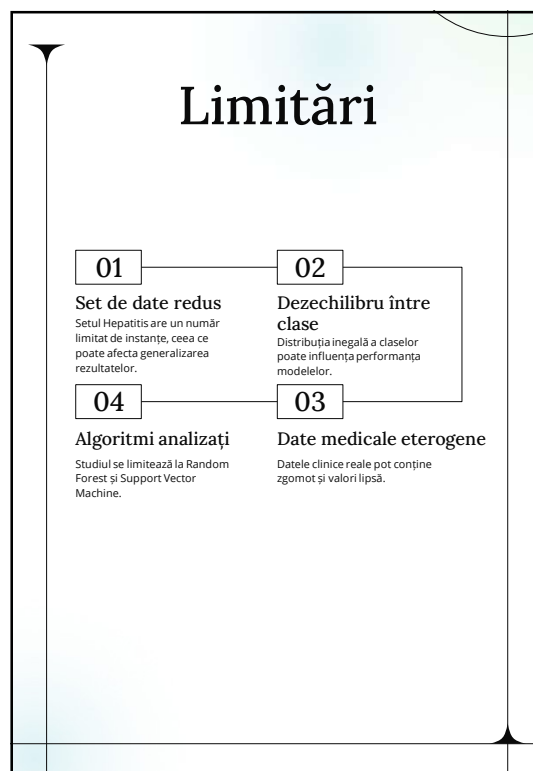 Limitări
01
Set de date redus
Setul Hepatitis are un număr
limitat de instanțe, ceea ce
poate afecta generalizarea
rezultatelor.
02
Dezechilibru între
clase
Distribuția inegală a claselor
poate influența performanța
modelelor.
03
Date medicale eterogene
Datele clinice reale pot conține
zgomot și valori lipsă.
04
Algoritmi analizați
Studiul se limitează la Random
Forest și Support Vector
Machine.